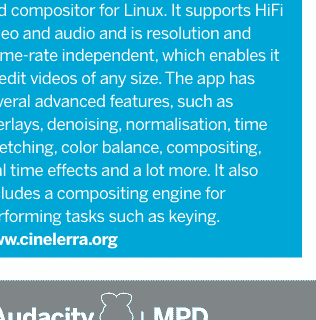 d compositor for Linux. It supports HiFi
eo and audio and is resolution and
me-rate independent, which enables it
edit videos of any size. The app has
veral advanced features, such as
erlays, denoising, normalisation, time
etching, color balance, compositing,
l time effects and a lot more. It also
ludes a compositing engine for
rforming tasks such as keying.
ww.cinelerra.org
Audacity MPD